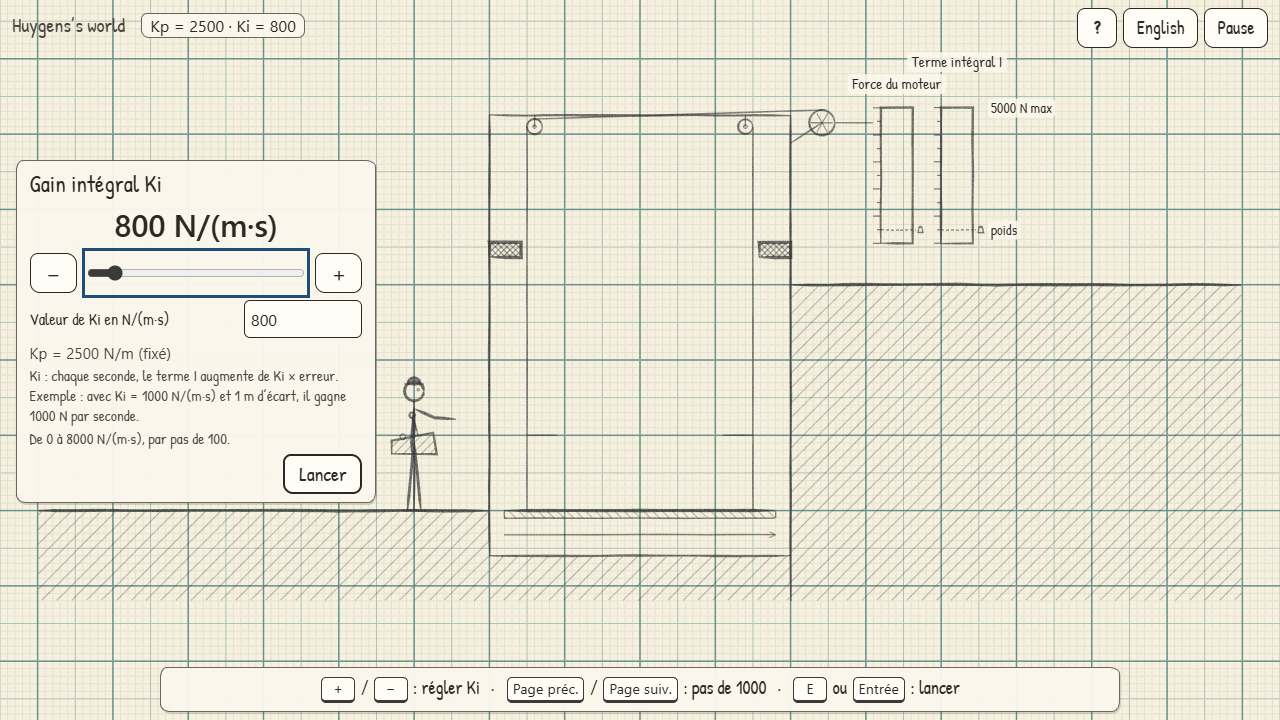 Huygens's world
Kp = 2500 · Ki = 800
?
English
Pause
Terme intégral I
Force du moteur
5000 N max
poids
Gain intégral Ki
800 N/(m·s)
−
+
Valeur de Ki en N/(m·s)
800
Kp = 2500 N/m (fixé)
Ki : chaque seconde, le terme I augmente de Ki × erreur.
Exemple : avec Ki = 1000 N/(m·s) et 1 m d'écart, il gagne
1000 N par seconde.
De 0 à 8000 N/(m·s), par pas de 100.
Lancer
+ / − : régler Ki · Page préc. / Page suiv. : pas de 1000 · E ou Entrée : lancer